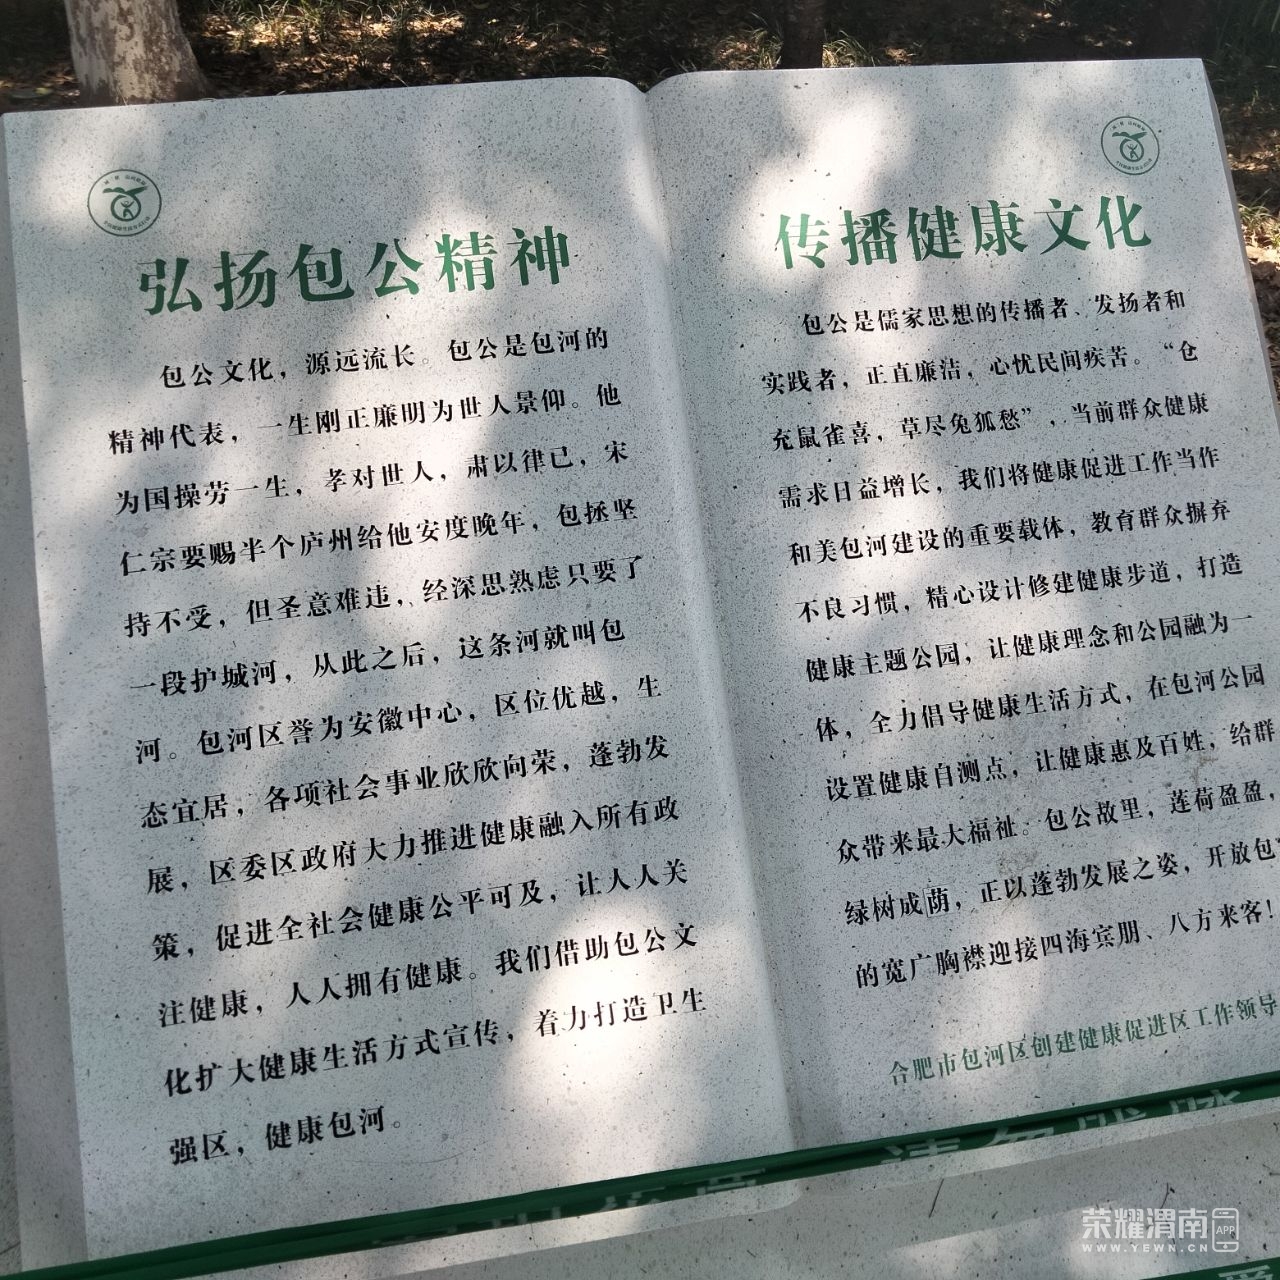 弘扬包公精神
包公文化，源远流长。包公是包河的
精神代表，一生刚正廉明为世人景仰。他
为国操劳一生，孝对世人，肃以律已，宋
仁宗要赐半个庐州给他安度晚年，包拯坚
持不受，但圣意难违，经深思熟虑只要了
一段护城河，从此之后，这条河就叫包
河。包河区誉为安徽中心，区位优越，生
态宜居，各项社会事业欣欣向荣，蓬勃发
展，区委区政府大力推进健康融入所有政
策，促进全社会健康公平可及，让人人关
注健康，人人拥有健康。我们借助包公文
化扩大健康生活方式宣传，着力打造卫生
强区，健康包河。
传播健康文化
包公是儒家思想的传播者、发扬者和
实践者，正直廉洁，心忧民间疾苦。“仓
充鼠雀喜，草尽兔狐愁”，当前群众健康
需求日益增长，我们将健康促进工作当作
和美包河建设的重要载体，教育群众摒弃
不良习惯，精心设计修建健康步道，打造
健康主题公园，让健康理念和公园融为一
体，全力倡导健康生活方式，在包河公园
设置健康自测点，让健康惠及百姓，给群
众带来最大福祉。包公故里，莲荷盈盈，
绿树成荫，正以蓬勃发展之姿，开放包
的宽广胸襟迎接四海宾朋、八方来客！
合肥市包河区创建健康促进区工作领导
荣耀渭南 APP
WWW.YEWN.CN